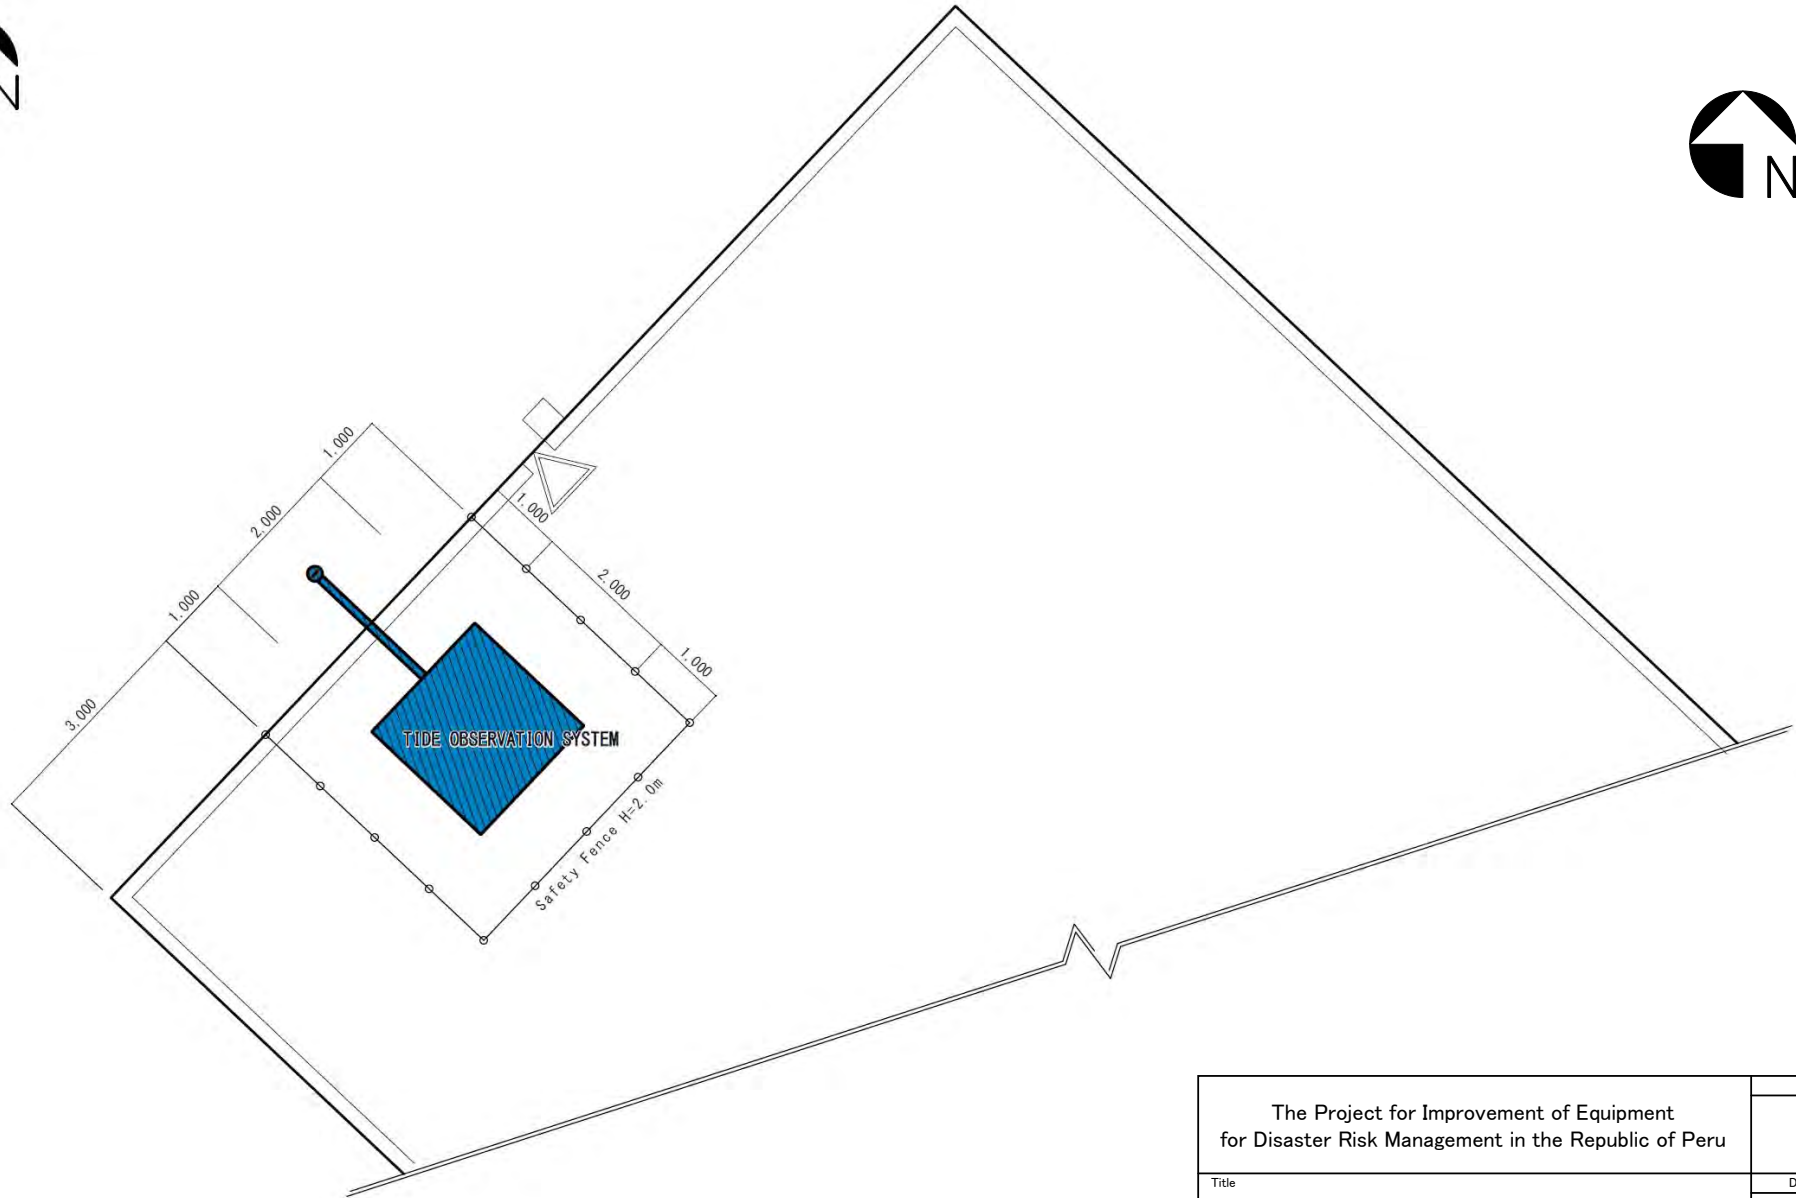 N
N
1.000
2.000
1.000
3.000
1.000
2.000
1.000
TIDE OBSERVATION SYSTEM
Safety Fence H=2.0m
The Project for Improvement of Equipment
for Disaster Risk Management in the Republic of Peru
Title
D